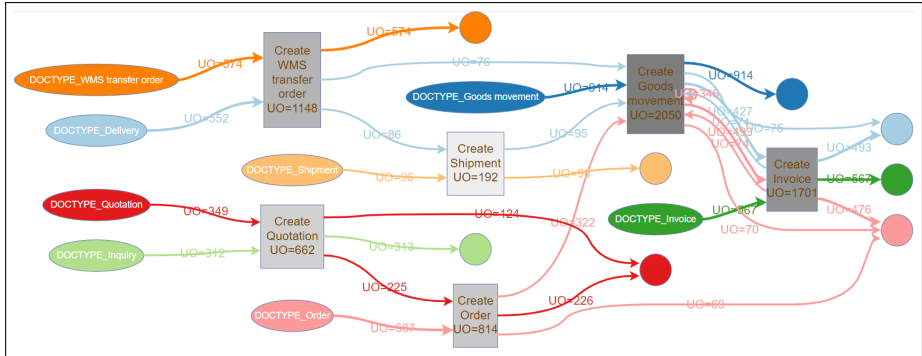 UO=574
Create
WMS
transfer
order
UO=1148
UO=574
DOCTYPE_WMS transfer order
UO=76
Create
Goods
movement
UO=2050
UO=914
DOCTYPE_Goods movement
UO=914
DOCTYPE_Delivery
UO=552
UO=86
UO=95
UO=427
UO=75
UO=493
Create
Shipment
UO=192
Create
Invoice
UO=1701
DOCTYPE_Shipment
UO=96
UO=567
DOCTYPE_Quotation
UO=349
UO=124
DOCTYPE_Invoice
UO=567
UO=476
Create
Quotation
UO=662
UO=322
UO=70
DOCTYPE_Inquiry
UO=312
UO=313
UO=225
Create
Order
UO=814
UO=226
UO=69
DOCTYPE_Order
UO=587